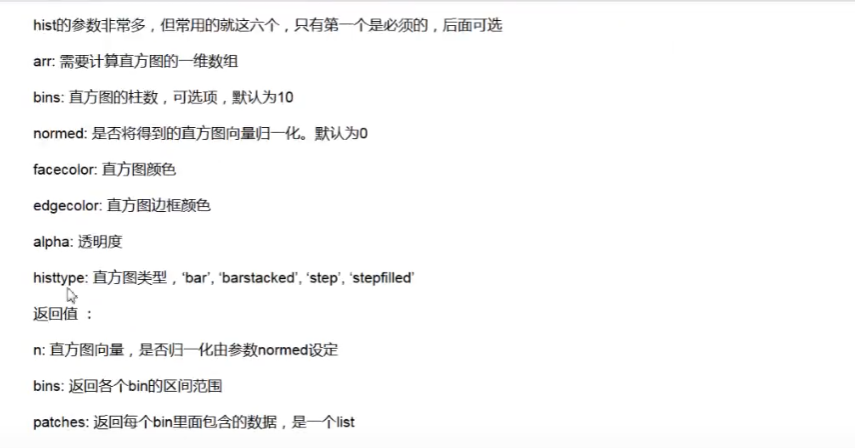 hist的参数非常多，但常用的就这六个，只有第一个是必须的，后面可选
arr: 需要计算直方图的一维数组
bins: 直方图的柱数，可选项，默认为10
normed: 是否将得到的直方图向量归一化。默认为0
facecolor: 直方图颜色
edgecolor: 直方图边框颜色
alpha: 透明度
histtype: 直方图类型，‘bar’, ‘barstacked’, ‘step’, ‘stepfilled’
返回值 ：
n: 直方图向量，是否归一化由参数normed设定
bins: 返回各个bin的区间范围
patches: 返回每个bin里面包含的数据，是一个list